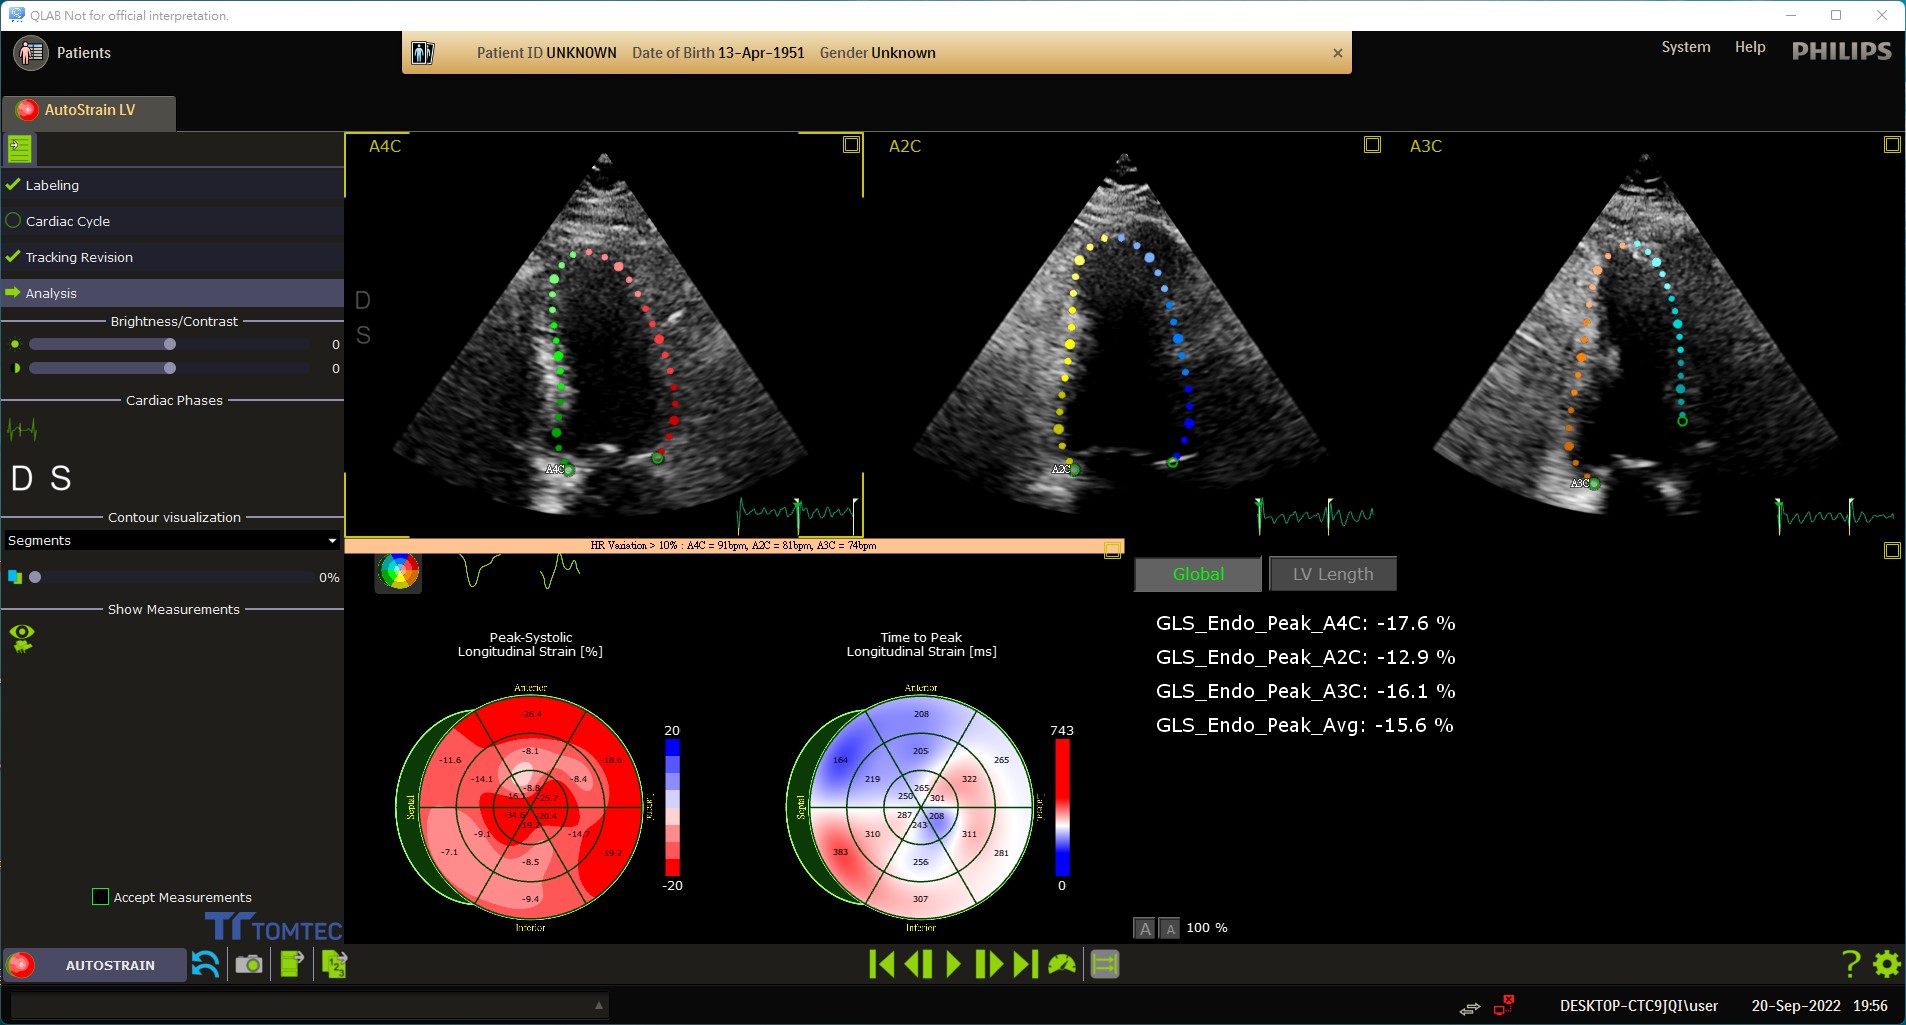 QLAB Not for official interpretation.
Patients
Patient ID UNKNOWN Date of Birth 13-Apr-1951 Gender Unknown
System Help PHILIPS
AutoStrain LV
Labeling
Cardiac Cycle
Tracking Revision
Analysis
Brightness/Contrast
0
0
Cardiac Phases
D S
Contour visualization
Segments
0%
Show Measurements
Accept Measurements
TOMTEC
A4C
D
S
A4C
A2C
A2C
A3C
A3C
HR Variation > 10% : A4C = 91bpm, A2C = 81bpm, A3C = 74bpm
Peak-Systolic
Longitudinal Strain [%]
Anterior
-26.4
-8.1
-11.6
-18.6
-14.1
-8.4
-8.8
-16.1
-25.7
Septal
-34.6
-20.4
-19.2
-9.1
-14.7
-7.1
-19.2
-8.5
-9.4
Inferior
20
-20
Time to Peak
Longitudinal Strain [ms]
Anterior
208
205
164
265
219
322
265
250
301
Septal
287
208
243
310
311
383
281
256
307
Inferior
743
0
Global LV Length
GLS_Endo_Peak_A4C: -17.6 %
GLS_Endo_Peak_A2C: -12.9 %
GLS_Endo_Peak_A3C: -16.1 %
GLS_Endo_Peak_Avg: -15.6 %
A A 100 %
AUTOSTRAIN
123
?
DESKTOP-CTC9JQI\user 20-Sep-2022 19:56